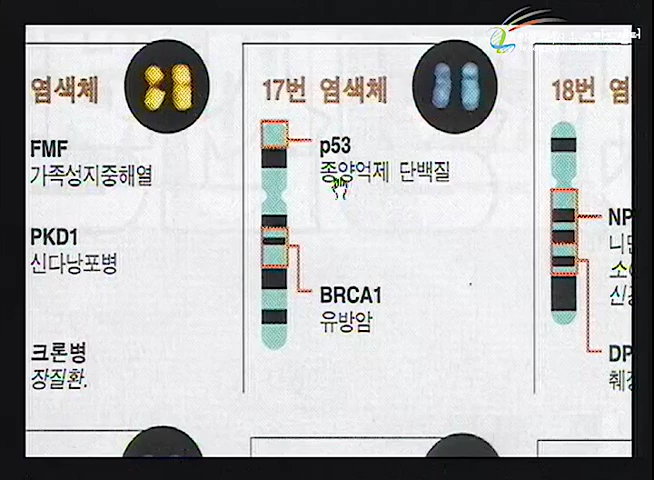 염색체
FMF
가족성지중해열
PKD1
신다낭포병
크론병
장질환.
17번 염색체
p53
종양억제 단백질
BRCA1
유방암
18번 염
NP
DP